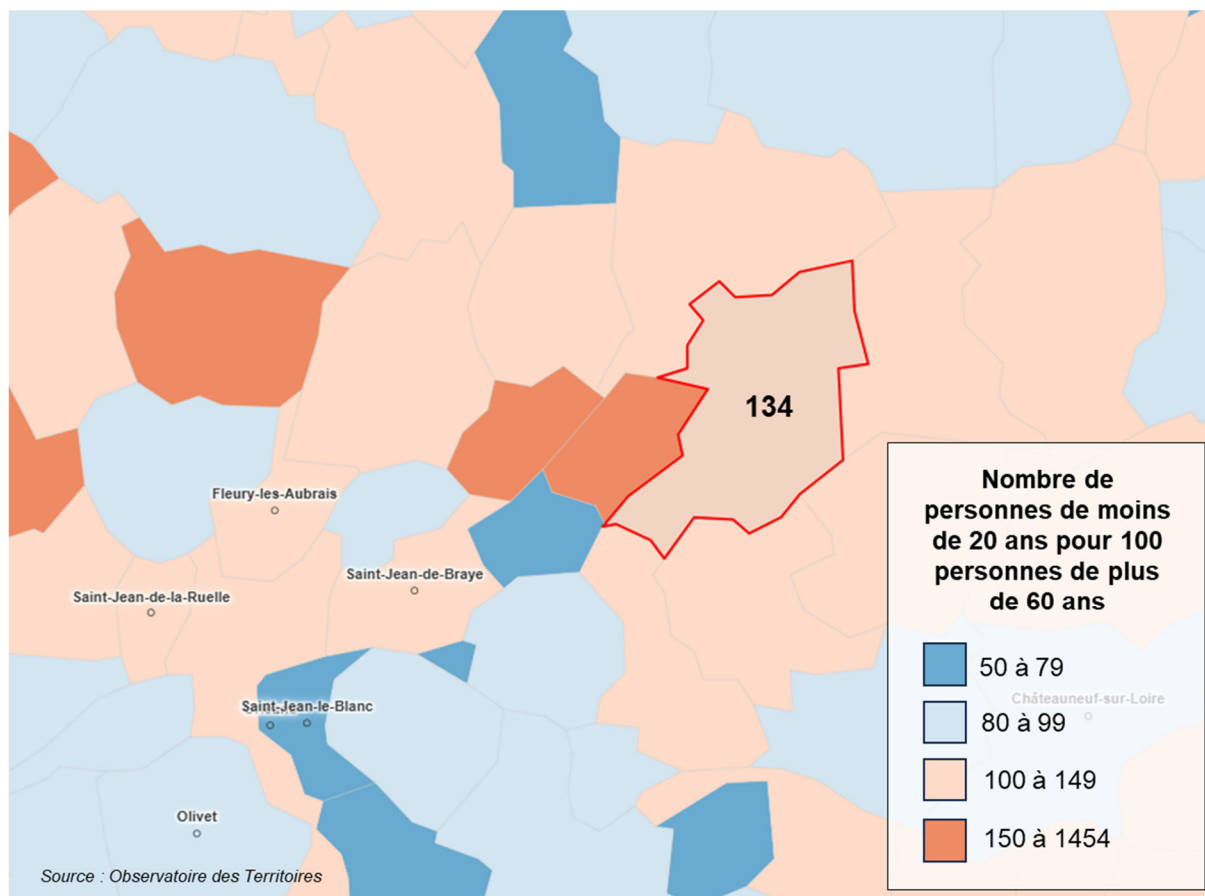 134
Fleury-les-Aubrais
Saint-Jean-de-Braye
Saint-Jean-de-la-Ruelle
Saint-Jean-le-Blanc
Olivet
Nombre de
personnes de moins
de 20 ans pour 100
personnes de plus
de 60 ans
50 à 79
Châteauneuf-sur-Loire
80 à 99
100 à 149
150 à 1454
Source : Observatoire des Territoires